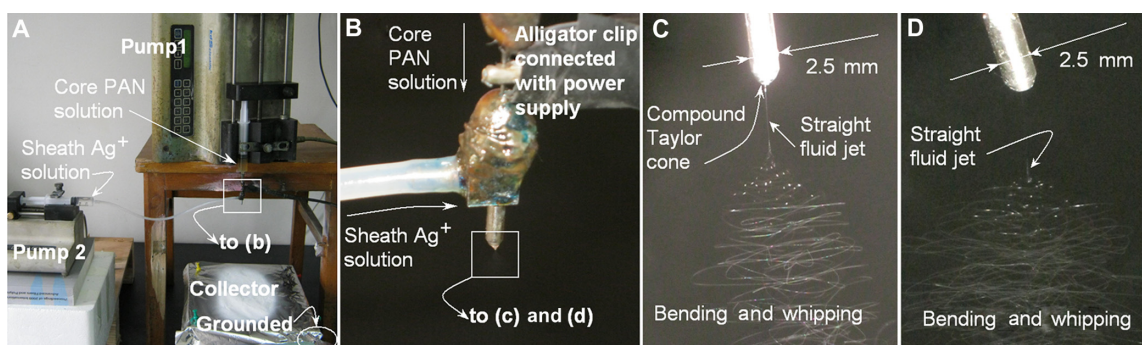 A
Pump1
Core PAN
solution
Sheath Ag+
solution
Pump 2
to (b)
Collector
Grounded
B
Core
PAN
solution
Alligator clip
connected
with power
supply
Sheath Ag+
solution
to (c) and (d)
C
2.5 mm
Compound
Taylor
cone
Straight
fluid jet
Bending and whipping
D
2.5 mm
Straight
fluid jet
Bending and whipping